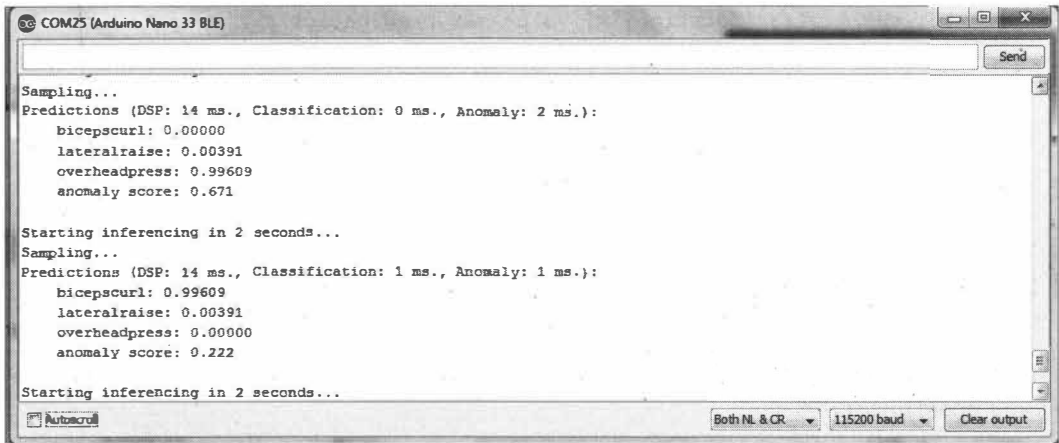 COM25 (Arduino Nano 33 BLE)
Send
Sampling...
Predictions (DSP: 14 ms., Classification: 0 ms., Anomaly: 2 ms.):
bicepscurl: 0.00000
lateralraise: 0.00391
overheadpress: 0.99609
anomaly score: 0.671
Starting inferencing in 2 seconds...
Sampling...
Predictions (DSP: 14 ms., Classification: 1 ms., Anomaly: 1 ms.):
bicepscurl: 0.99609
lateralraise: 0.00391
overheadpress: 0.00000
anomaly score: 0.222
Starting inferencing in 2 seconds...
Autoscroll Both NL & CR 115200 baud Clear output